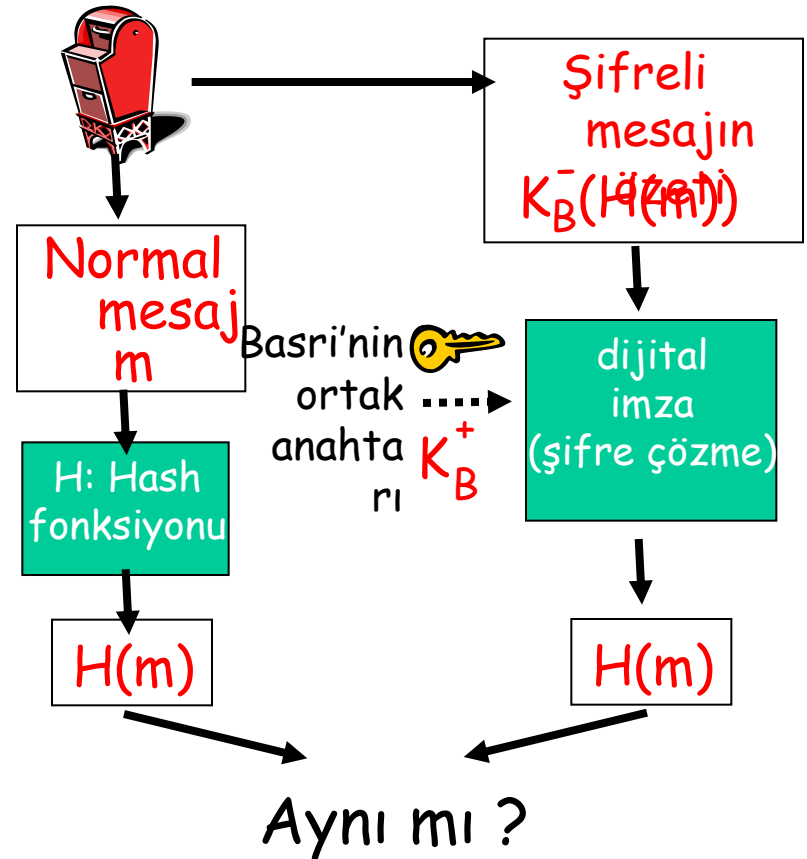 Şifreli
mesajın
özeti
K_B^-(H(m))
Normal
mesaj
m
Basri’nin
ortak
anahta
rı
K_B^+
dijital
imza
(şifre çözme)
H: Hash
fonksiyonu
H(m)
H(m)
Aynı mı ?